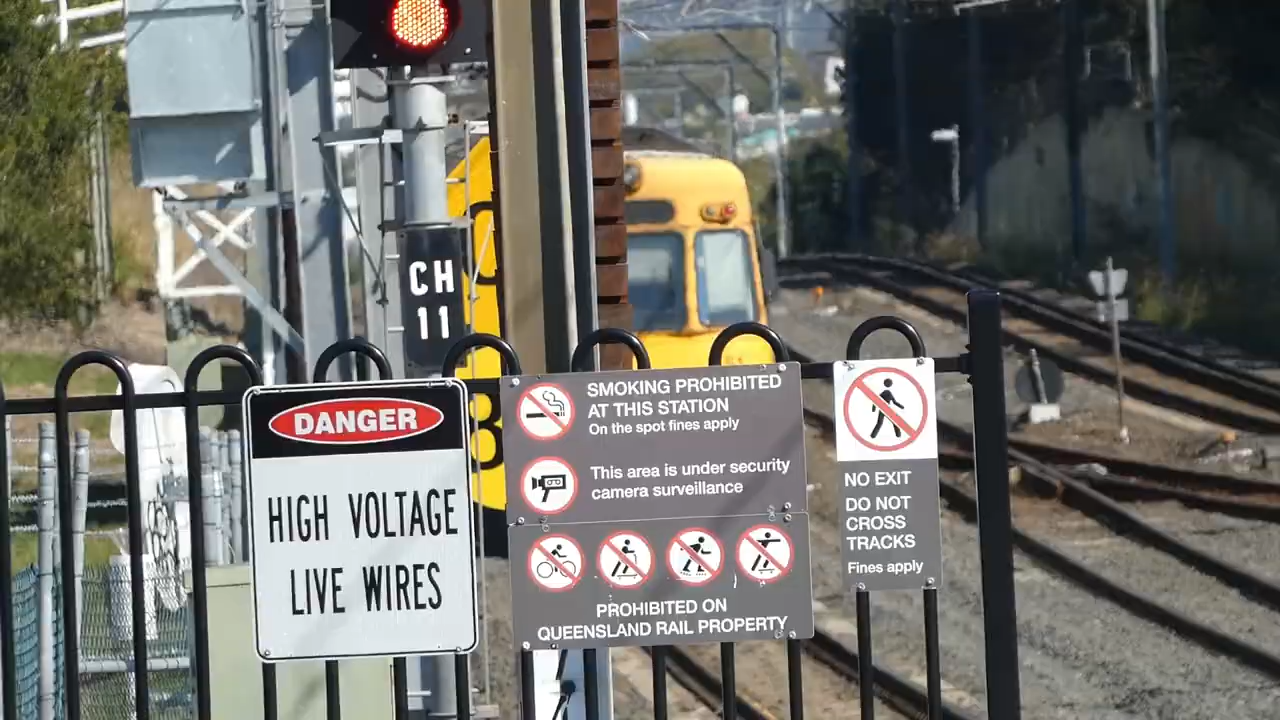 CH
11
DANGER
HIGH VOLTAGE
LIVE WIRES
SMOKING PROHIBITED
AT THIS STATION
On the spot fines apply
This area is under security
camera surveillance
PROHIBITED ON
QUEENSLAND RAIL PROPERTY
NO EXIT
DO NOT
CROSS
TRACKS
Fines apply